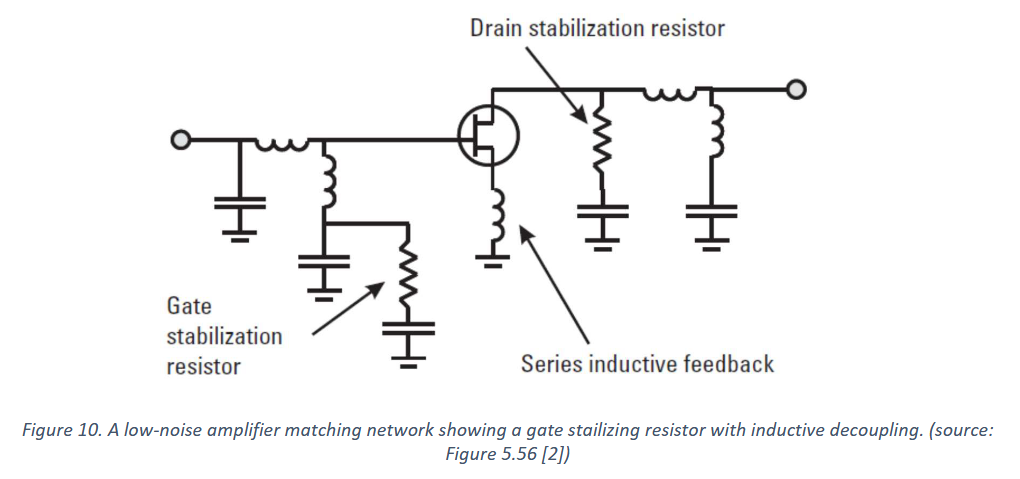 Drain stabilization resistor
Gate
stabilization
resistor
Series inductive feedback
Figure 10. A low-noise amplifier matching network showing a gate stailizing resistor with inductive decoupling. (source:
Figure 5.56 [2])